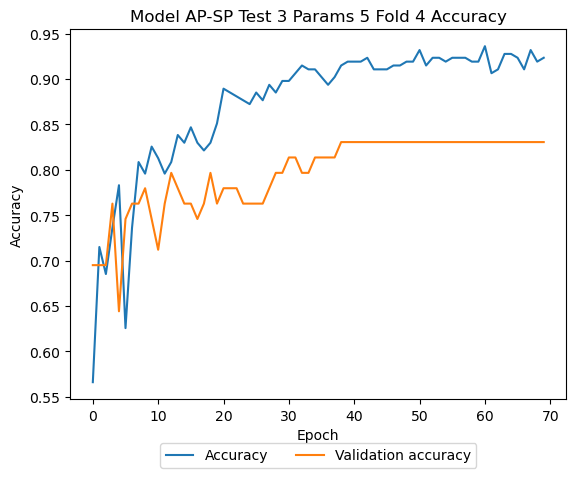 Model AP-SP Test 3 Params 5 Fold 4 Accuracy
0.95
0.90
0.85
0.80
0.75
0.70
0.65
0.60
0.55
Accuracy
0 10 20 30 40 50 60 70
Epoch
Accuracy Validation accuracy